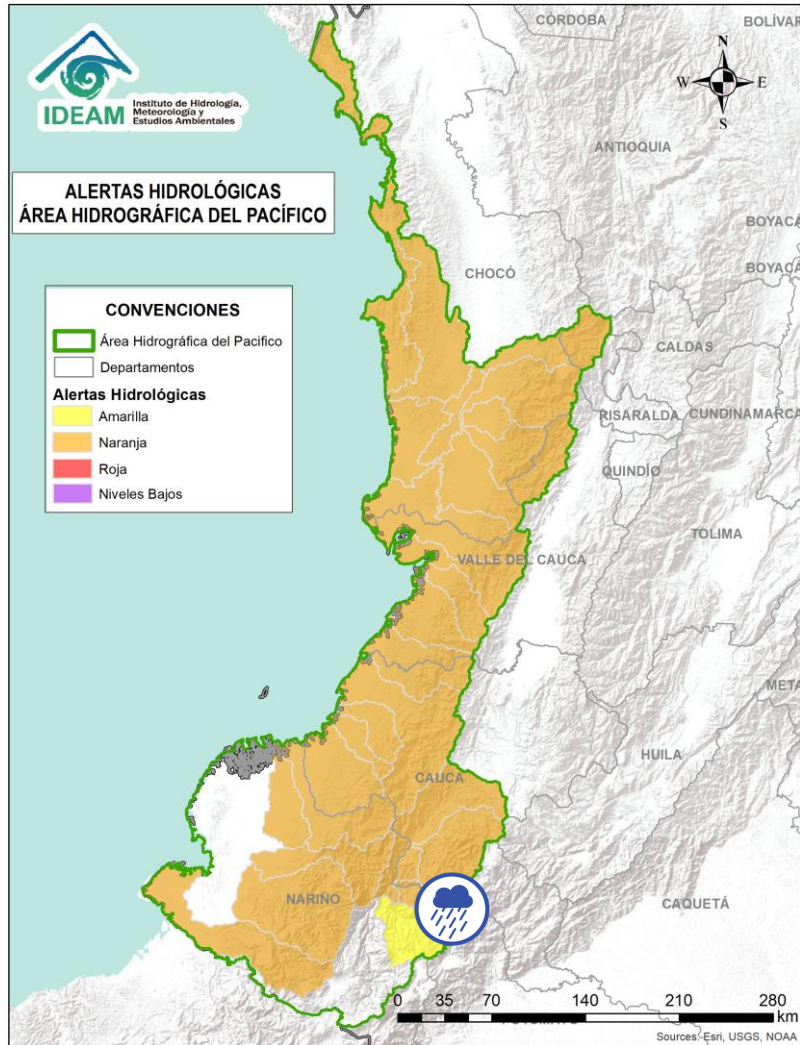 CÓRDOBA
BOLÍVAR
N
W E
S
IDEAM
Instituto de Hidrología,
Meteorología y
Estudios Ambientales
ANTIOQUIA
ALERTAS HIDROLÓGICAS
ÁREA HIDROGRÁFICA DEL PACÍFICO
BOYACÁ
BOYACÁ
CHOCÓ
CONVENCIONES
Área Hidrográfica del Pacifico
Departamentos
Alertas Hidrológicas
Amarilla
Naranja
Roja
Niveles Bajos
CALDAS
RISARALDA
CUNDINAMARCA
QUINDÍO
TOLIMA
VALLE DEL CAUCA
META
HUILA
CAUCA
NARIÑO
CAQUETÁ
0 35 70 140 210 280
km
Sources: Esri, USGS, NOAA